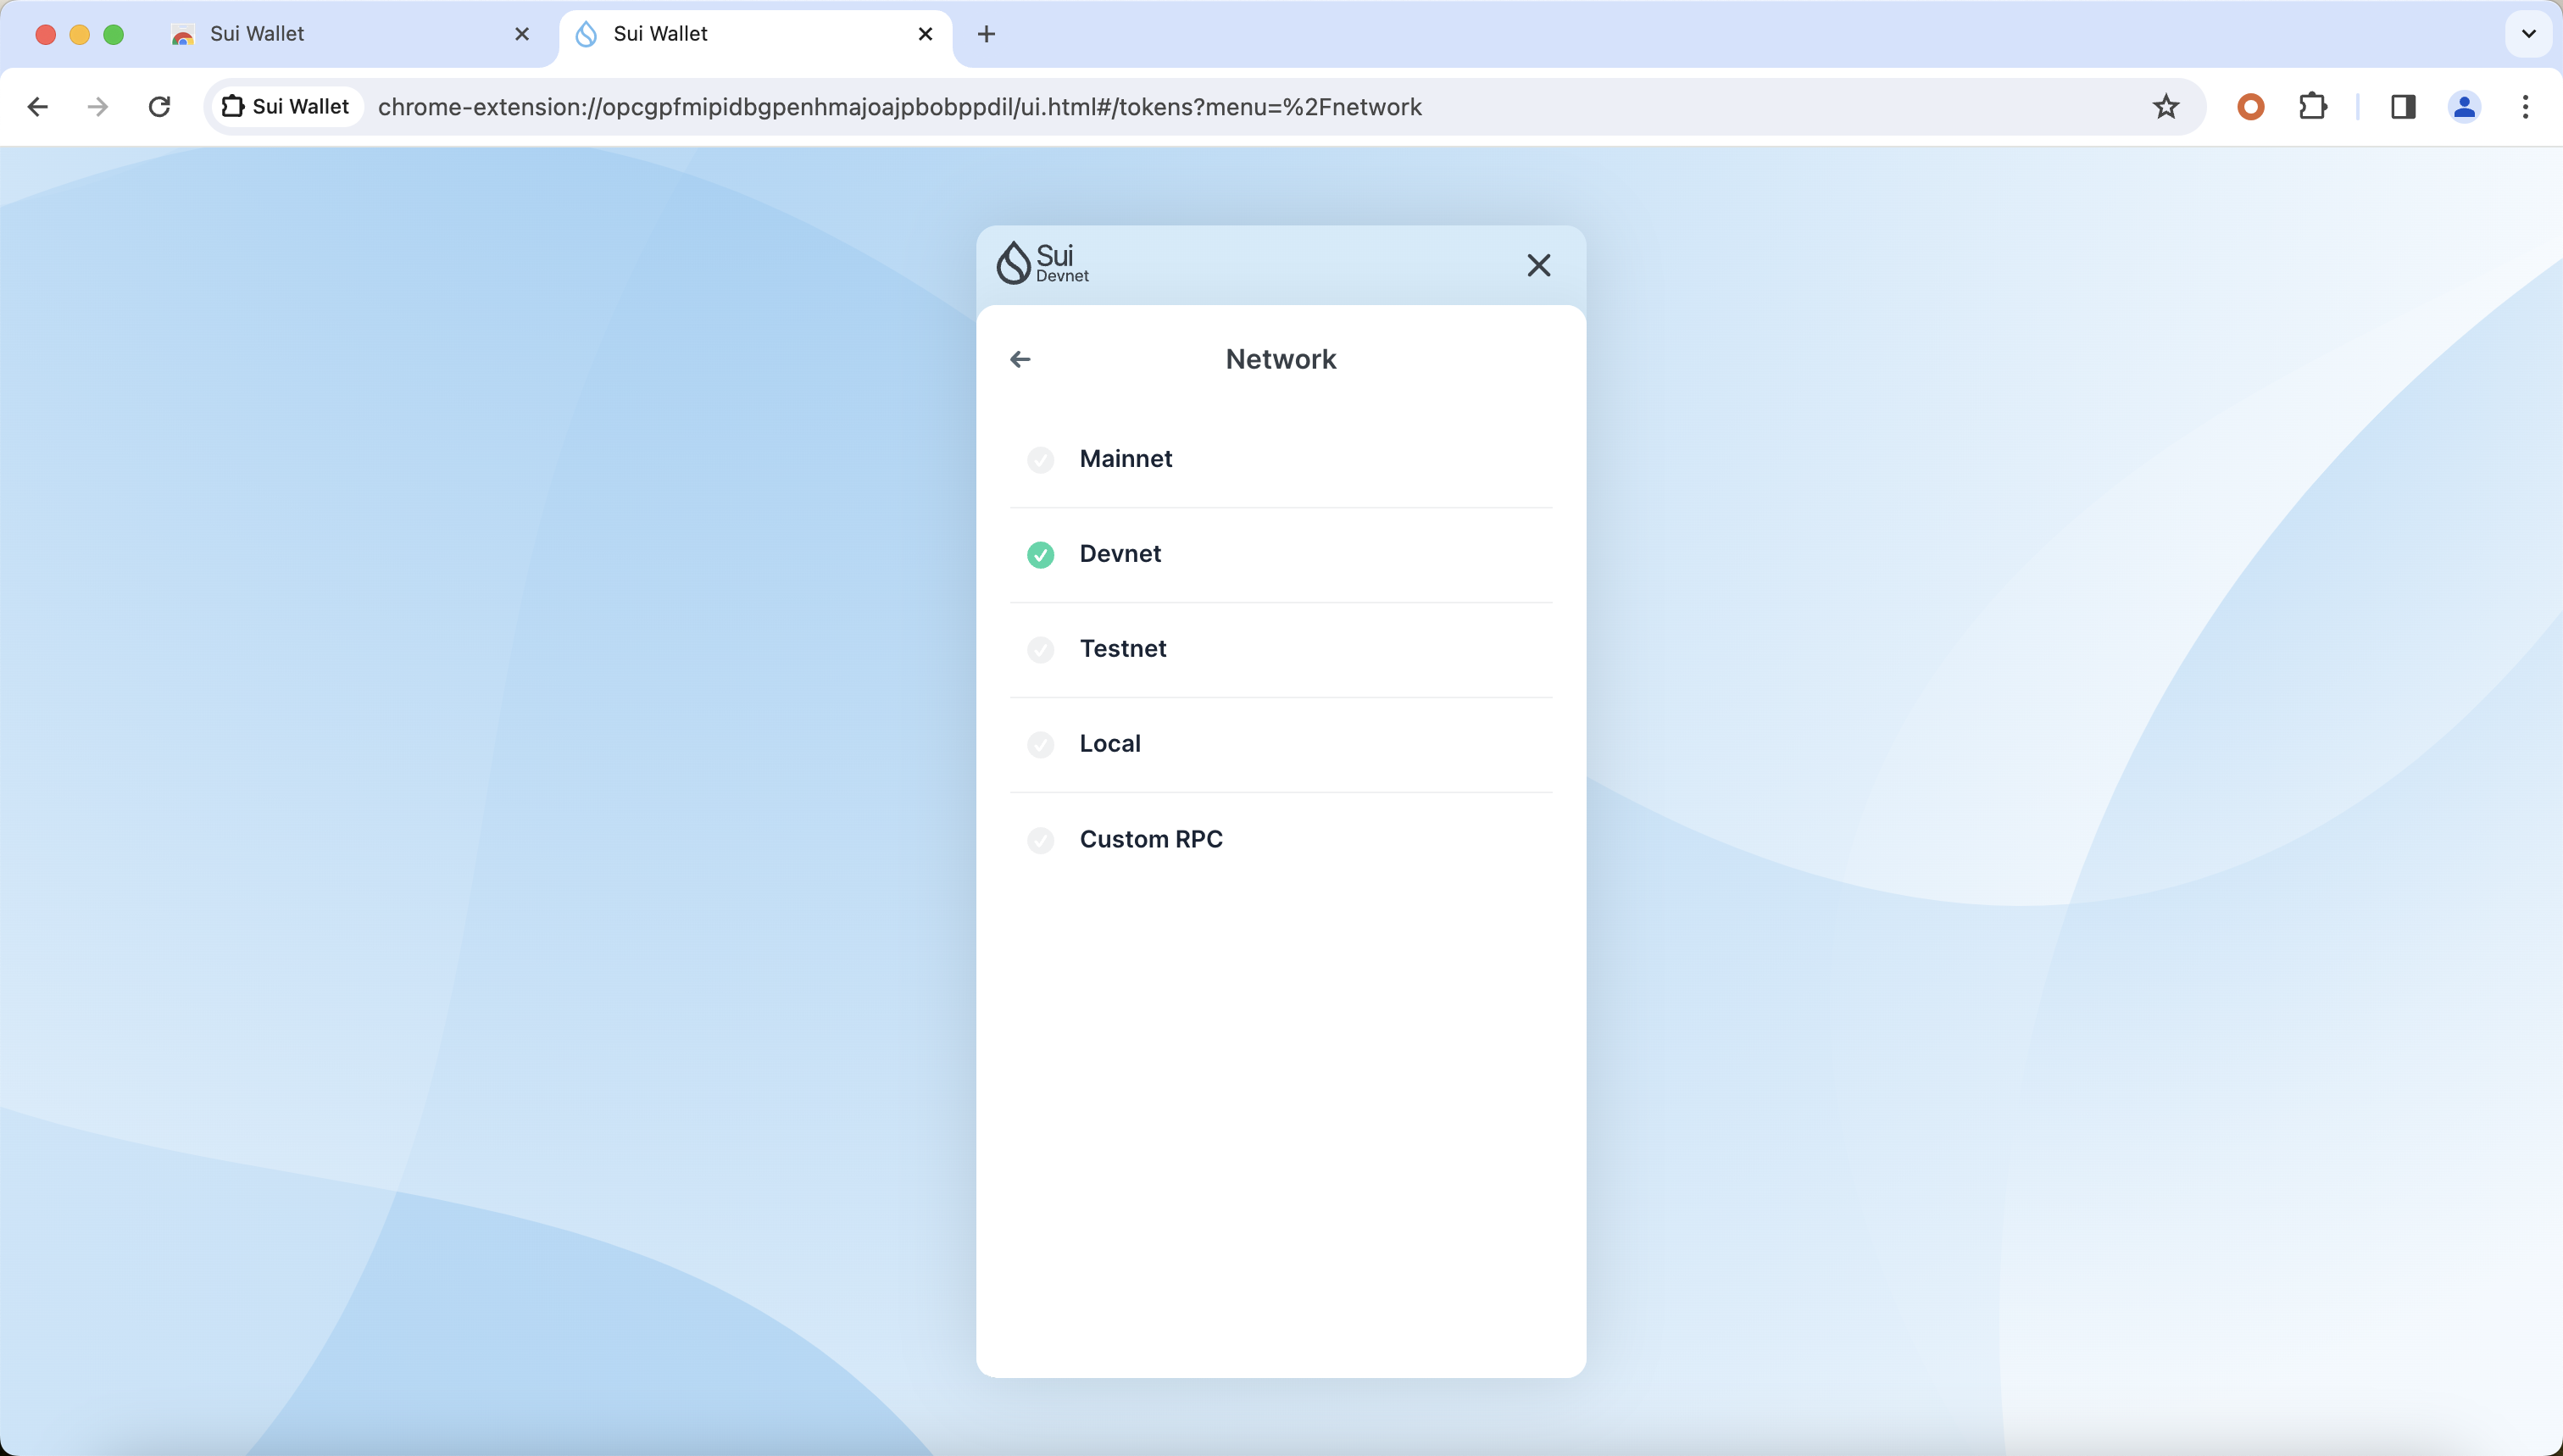 Sui Wallet
Sui Wallet
Sui Wallet
chrome-extension://opcgpfmipidbgpenhmajoajpbobppdil/ui.html#/tokens?menu=%2Fnetwork
Sui
Devnet
Network
Mainnet
Devnet
Testnet
Local
Custom RPC